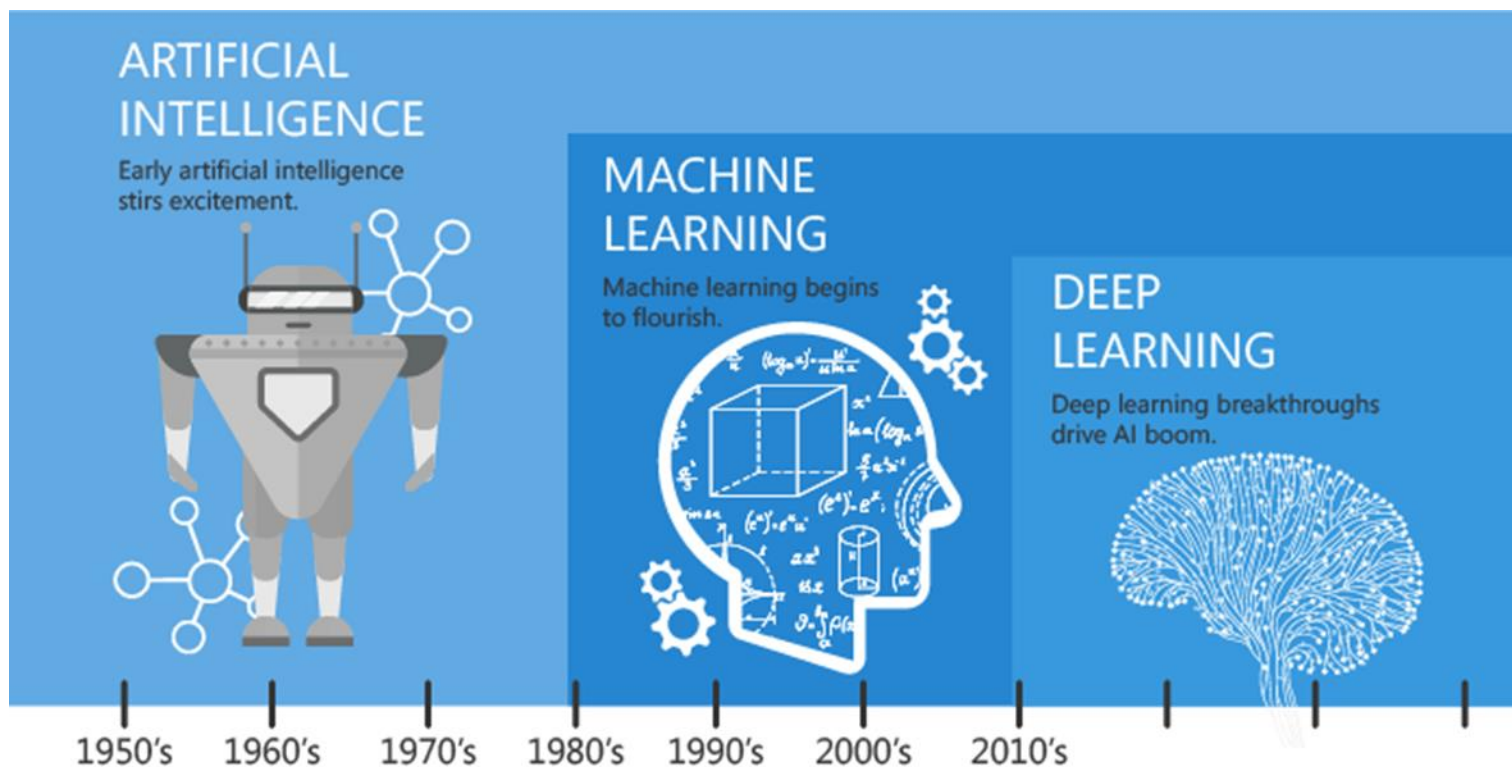 ARTIFICIAL
INTELLIGENCE
Early artificial intelligence
stirs excitement.
MACHINE
LEARNING
Machine learning begins
to flourish.
DEEP
LEARNING
Deep learning breakthroughs
drive AI boom.
1950's 1960's 1970's 1980's 1990's 2000's 2010's